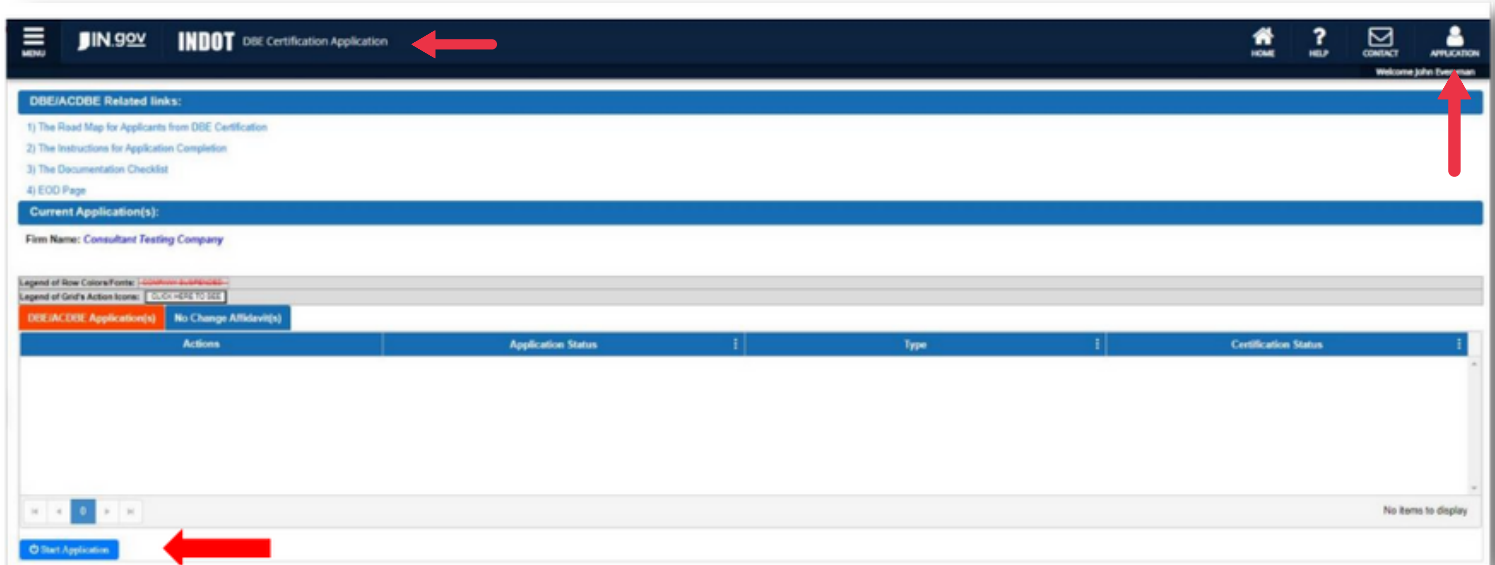 MENU
IN.gov
INDOT DBE Certification Application
HOME
HELP
CONTACT
APPLICATION
Welcome John
DBE/ACDBE Related links:
1) The Road Map for Applicants from DBE Certification
2) The Instructions for Application Completion
3) The Documentation Checklist
4) EOD Page
Current Application(s):
Firm Name: Consultant Testing Company
Legend of Row Colors/Fonts: COMPANY SUSPENDED
Legend of Grid's Action Icons: CLICK HERE TO SEE
DBE/ACDBE Application(s) No Change Affidavit(s)
Actions Application Status Type Certification Status
0 No items to display
Start Application